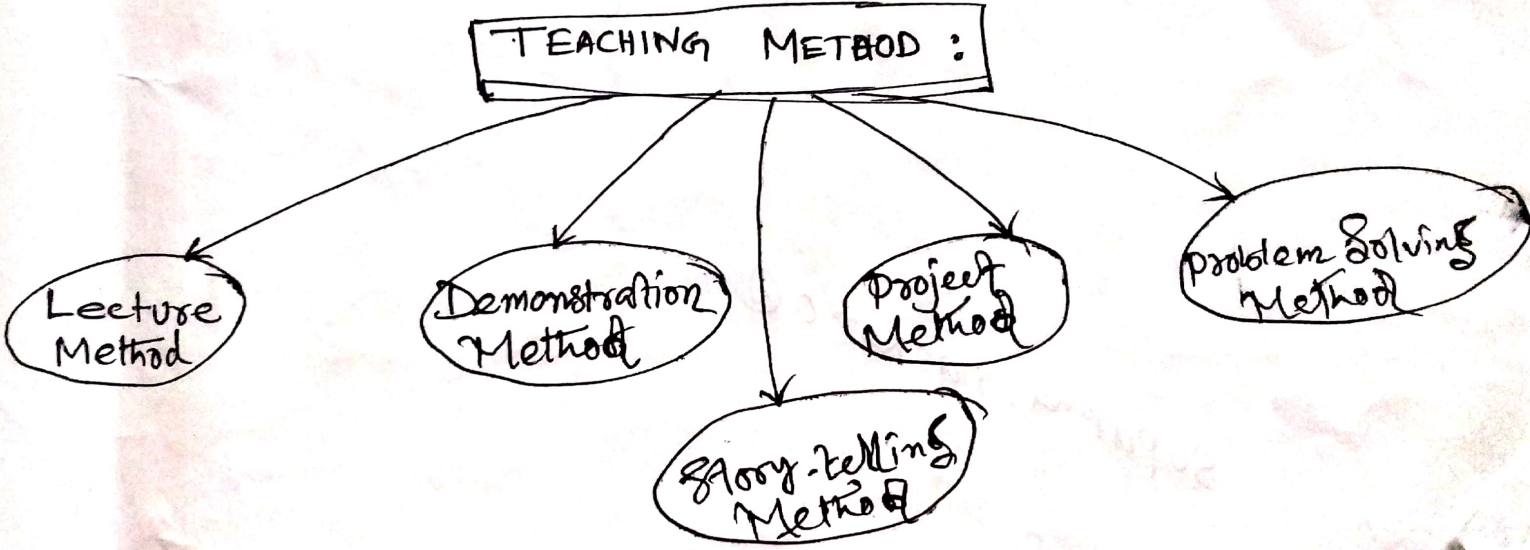 TEACHING METHOD :
Lecture
Method
Demonstration
Method
Story-telling
Method
Project
Method
Problem Solving
Method